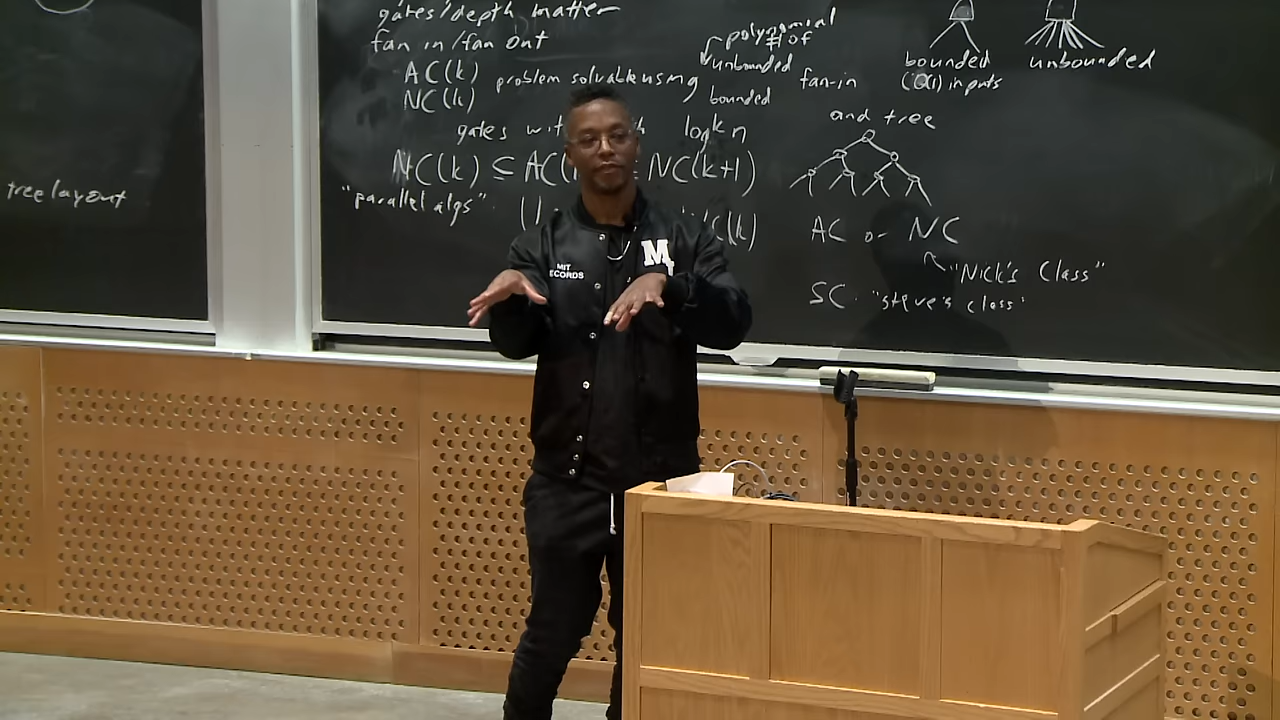 gates/depth matter
fan in/fan out
AC(k)
NC(k)
problem solvable using
polynomial
# of
unbounded
bounded
fan-in
bounded
(O(1)) inputs
unbounded
gates
log^k n
and tree
NC(k) ⊆ AC( NC(k+1)
"parallel algs"
tree layout
C(k)
AC or NC
"Nick's Class"
SC "Steve's class"
MIT
ECORDS
M